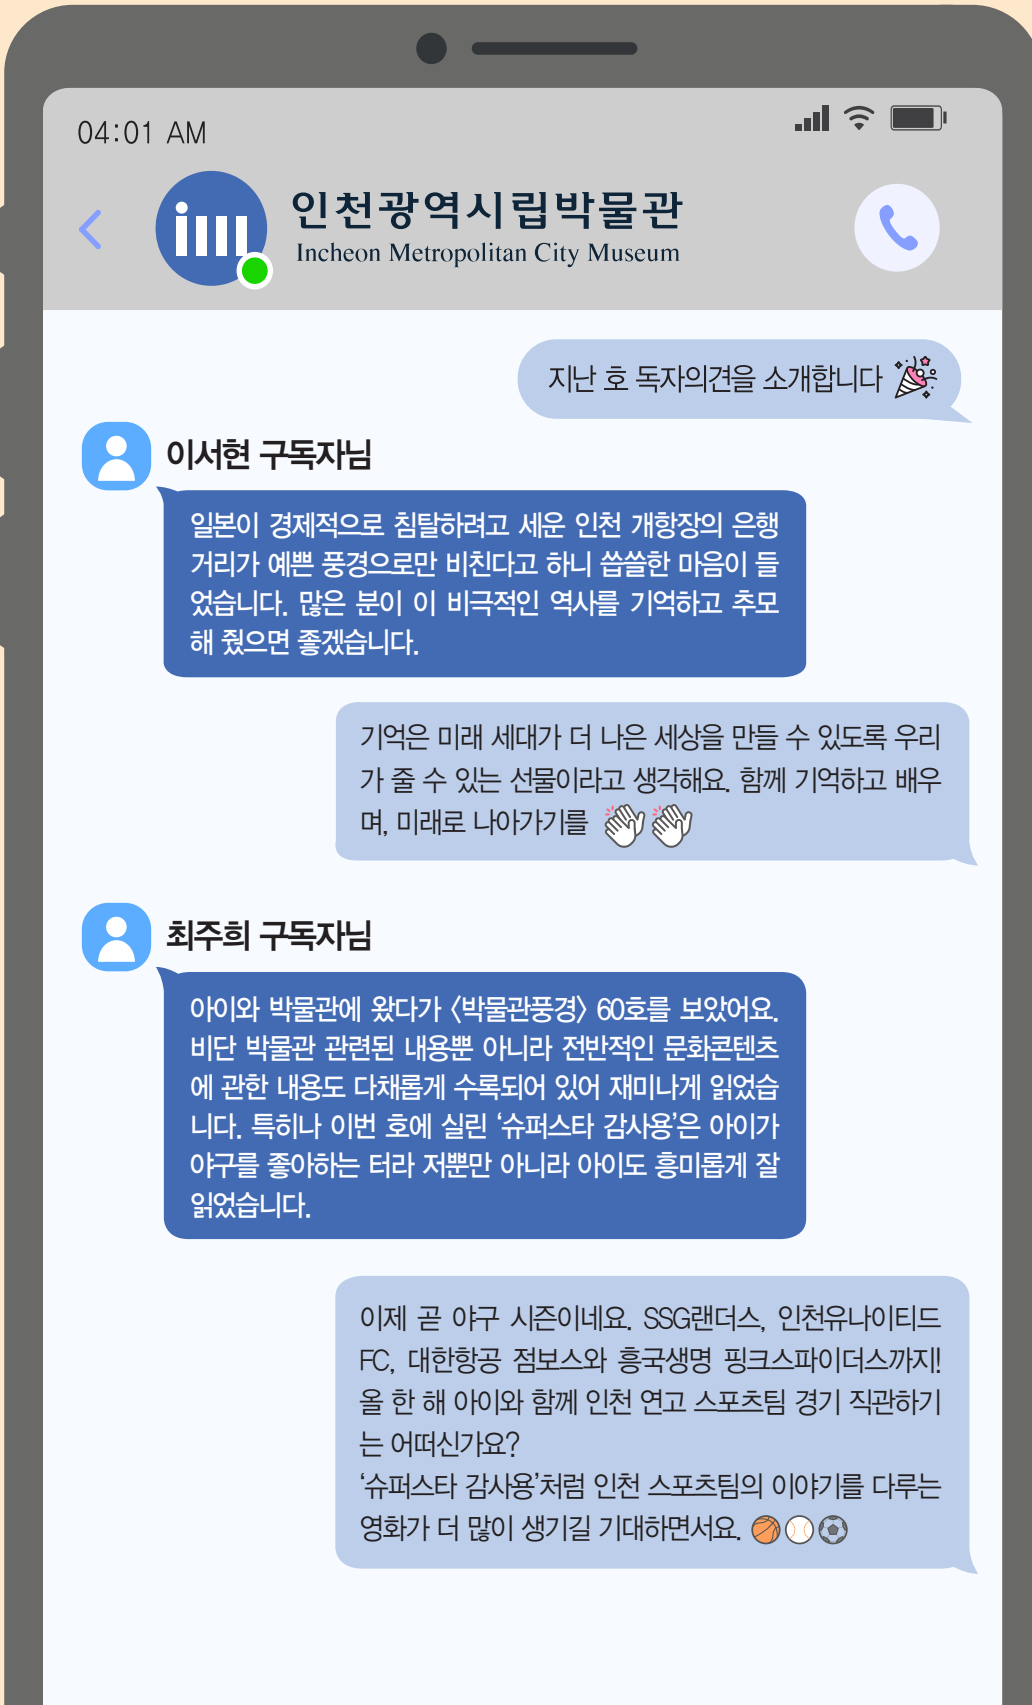 04:01 AM
인천광역시립박물관
Incheon Metropolitan City Museum
지난 호 독자의견을 소개합니다
이서현 구독자님
일본이 경제적으로 침탈하려고 세운 인천 개항장의 은행
거리가 예쁜 풍경으로만 비친다고 하니 씁쓸한 마음이 들
었습니다. 많은 분이 이 비극적인 역사를 기억하고 추모
해 줬으면 좋겠습니다.
기억은 미래 세대가 더 나은 세상을 만들 수 있도록 우리
가 줄 수 있는 선물이라고 생각해요. 함께 기억하고 배우
며, 미래로 나아가기를
최주희 구독자님
아이와 박물관에 왔다가 〈박물관풍경〉 60호를 보았어요.
비단 박물관 관련된 내용뿐 아니라 전반적인 문화콘텐츠
에 관한 내용도 다채롭게 수록되어 있어 재미나게 읽었습
니다. 특히나 이번 호에 실린 ‘슈퍼스타 감사용’은 아이가
야구를 좋아하는 터라 저뿐만 아니라 아이도 흥미롭게 잘
읽었습니다.
이제 곧 야구 시즌이네요. SSG랜더스, 인천유나이티드
FC, 대한항공 점보스와 흥국생명 핑크스파이더스까지!
올 한 해 아이와 함께 인천 연고 스포츠팀 경기 직관하기
는 어떠신가요?
‘슈퍼스타 감사용’처럼 인천 스포츠팀의 이야기를 다루는
영화가 더 많이 생기길 기대하면서요.